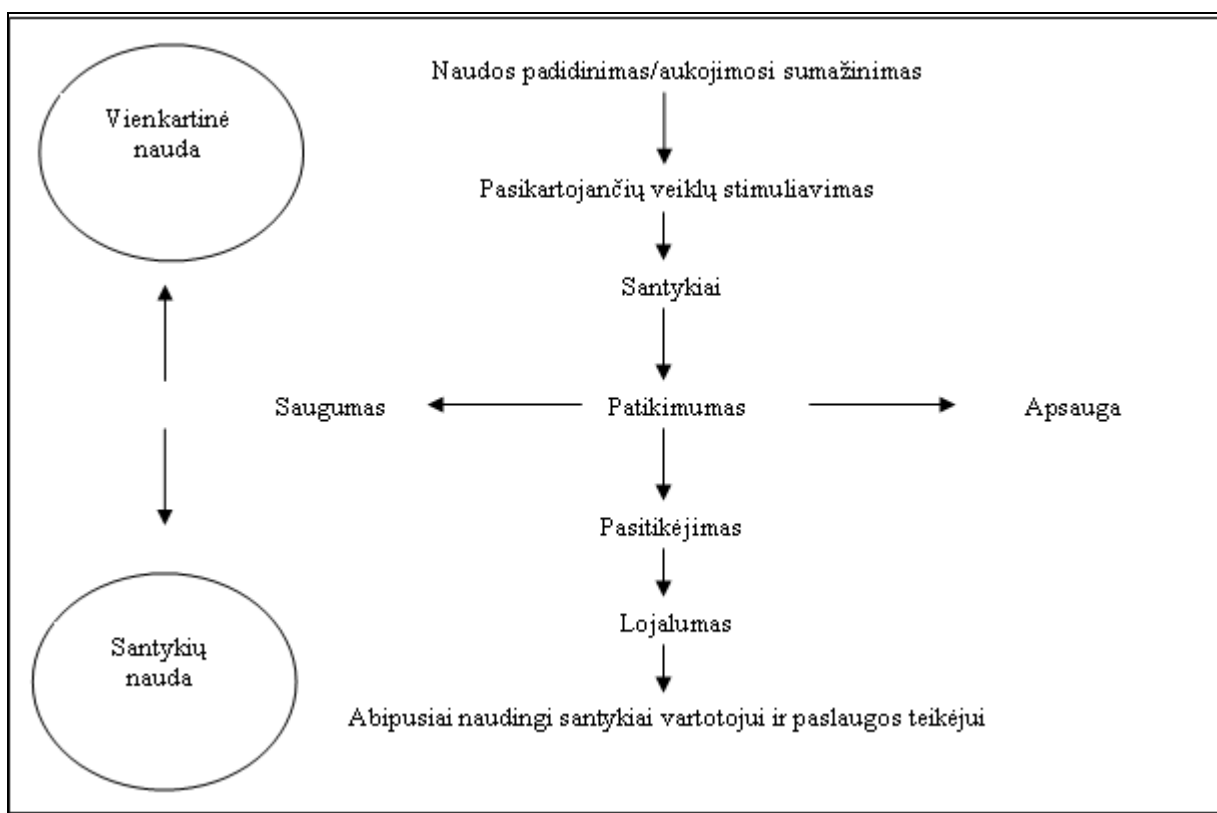 Naudos padidinimas/aukojimosi sumažinimas
Vienkartinė
nauda
Pasikartojančių veiklų stimuliavimas
Santykiai
Saugumas
Patikimumas
Apsauga
Pasitikėjimas
Lojalumas
Santykių
nauda
Abipusiai naudingi santykiai vartotojui ir paslaugos teikėjui